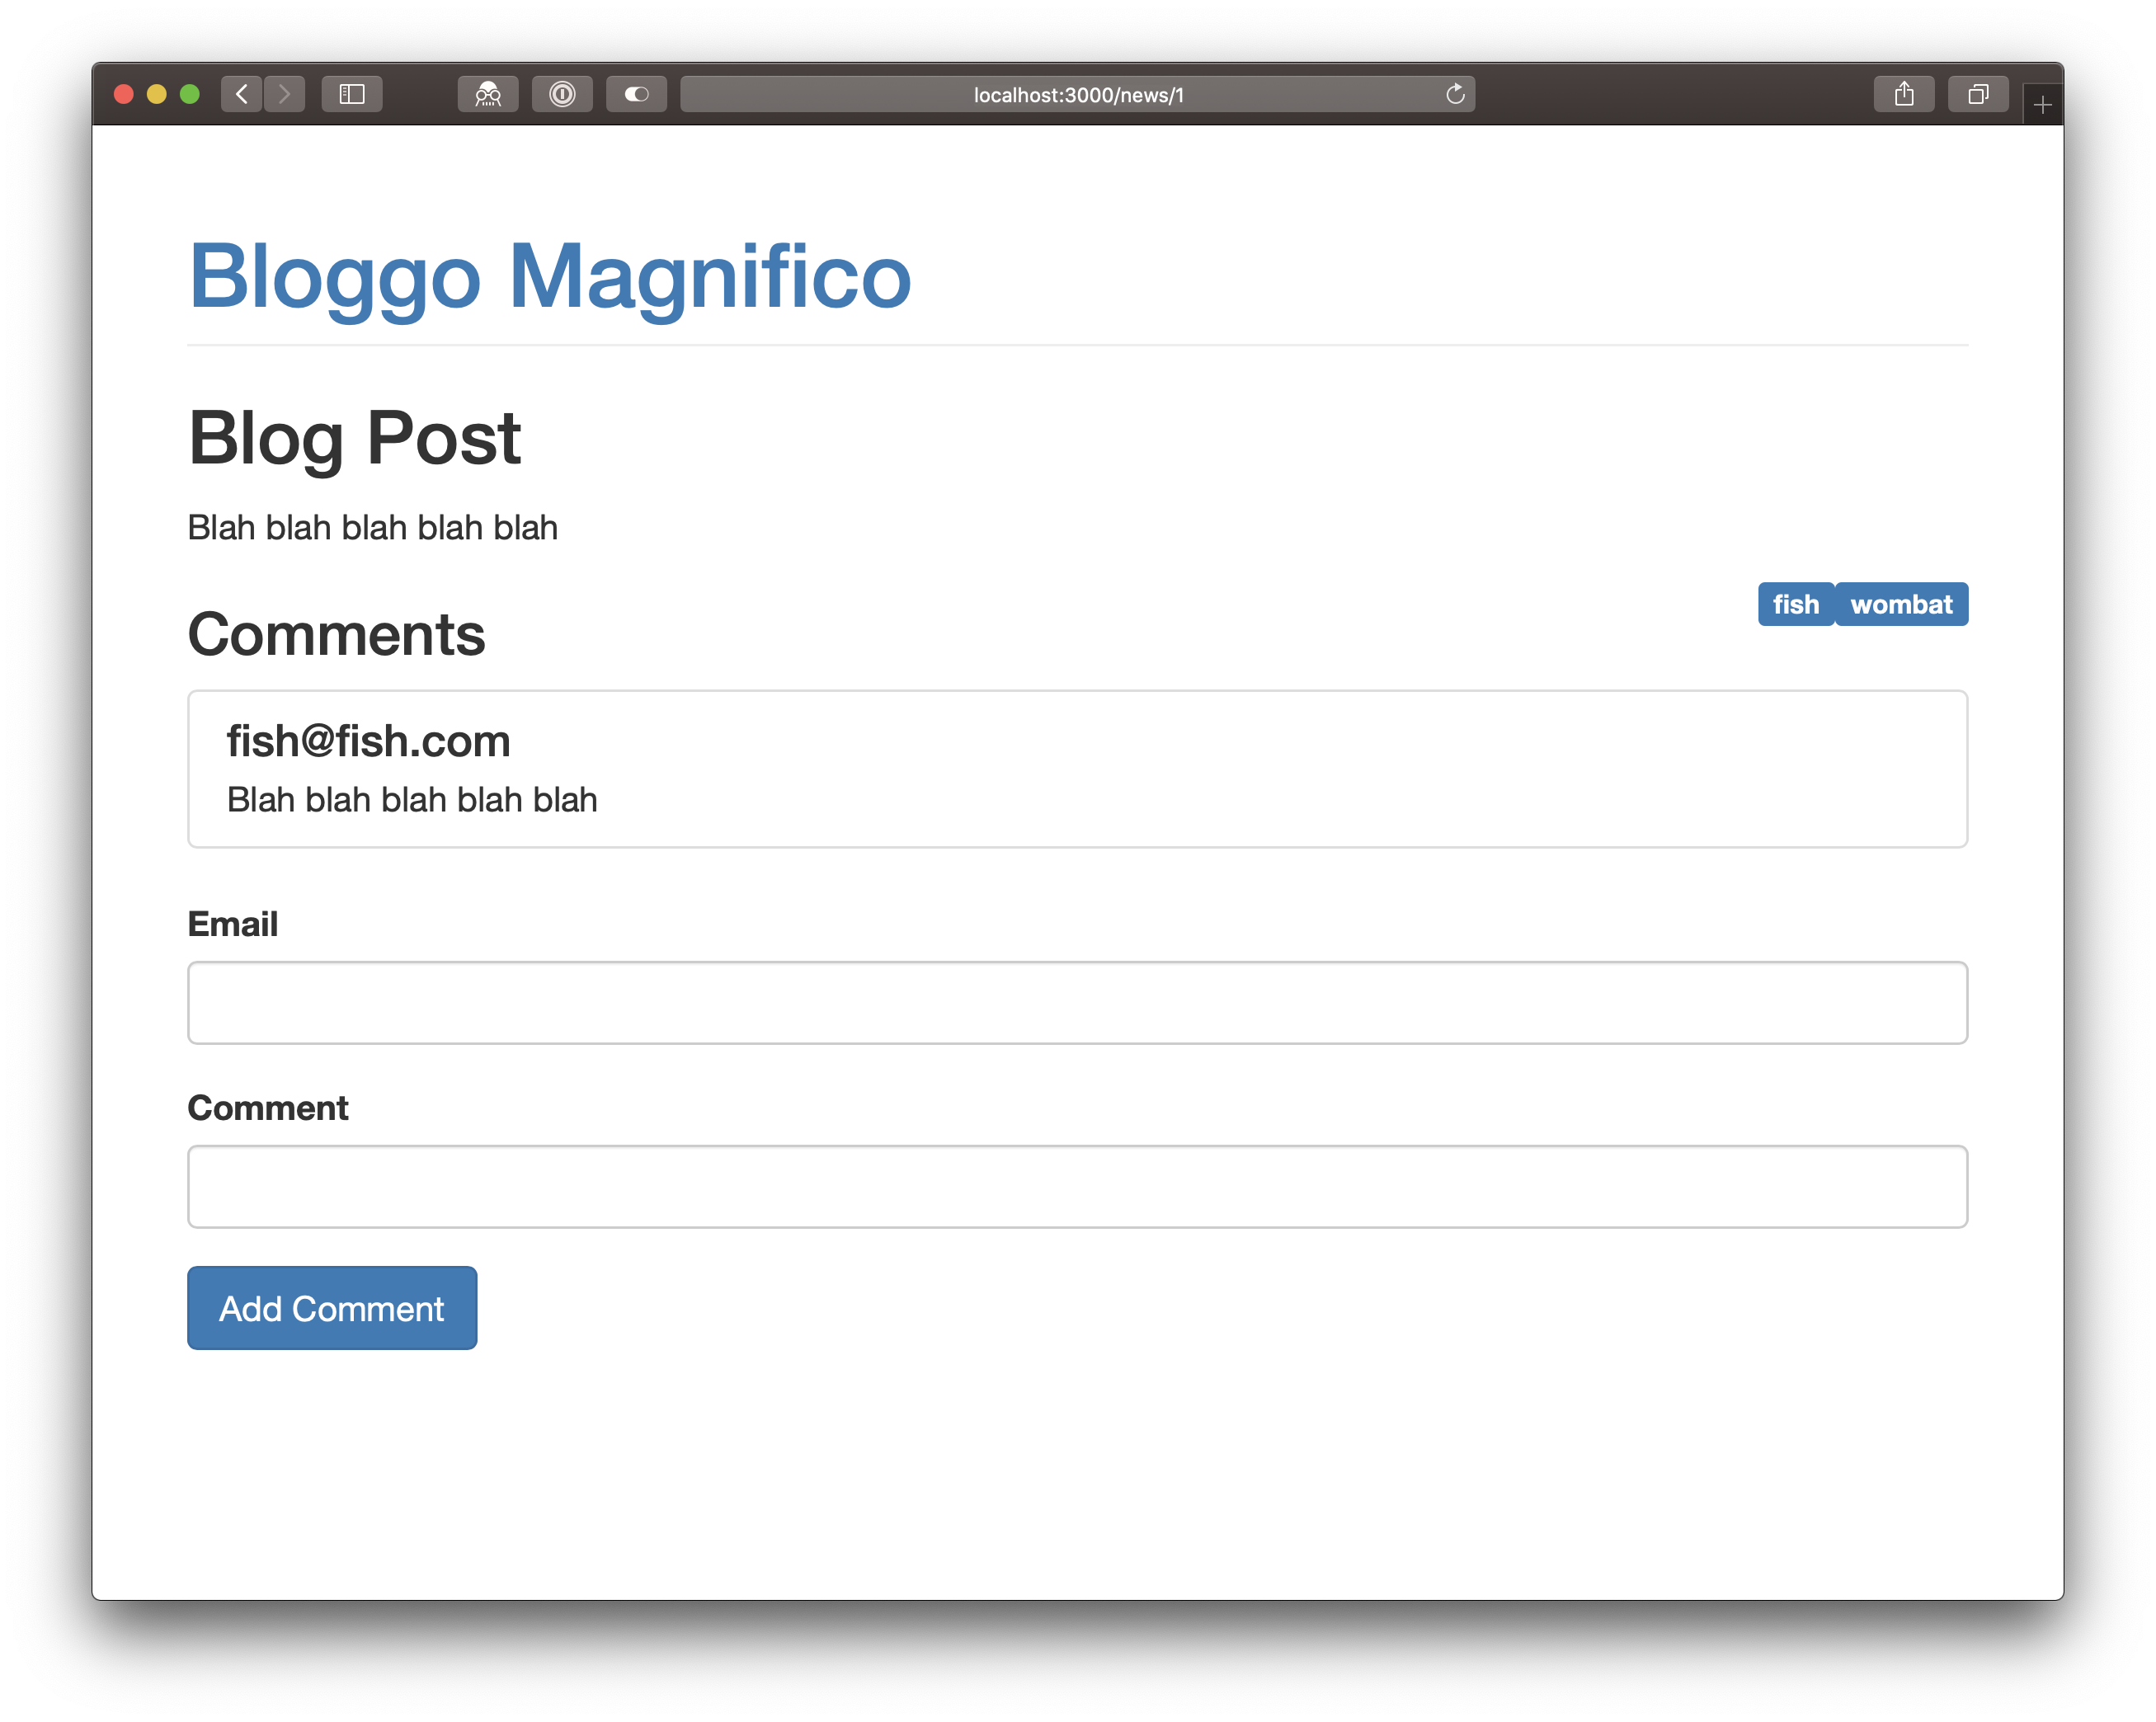 localhost:3000/news/1
Bloggo Magnifico
Blog Post
Blah blah blah blah blah
fish wombat
Comments
fish@fish.com
Blah blah blah blah blah
Email
Comment
Add Comment